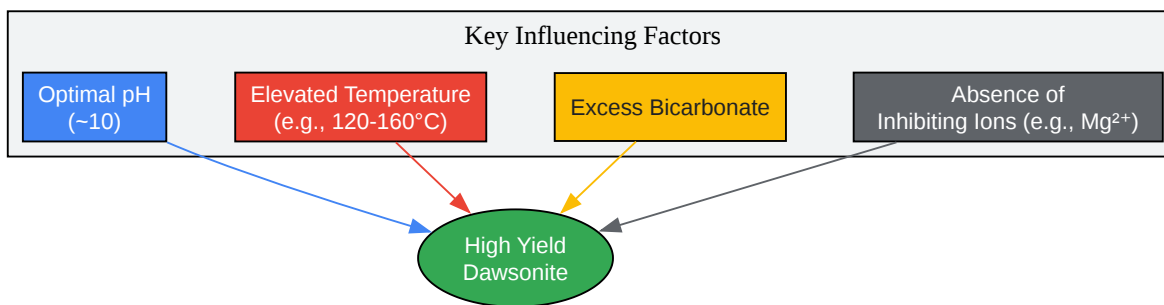 Key Influencing Factors
Optimal pH
(~10)
Elevated Temperature
(e.g., 120-160°C)
Excess Bicarbonate
Absence of
Inhibiting Ions (e.g., Mg²⁺)
High Yield
Dawsonite